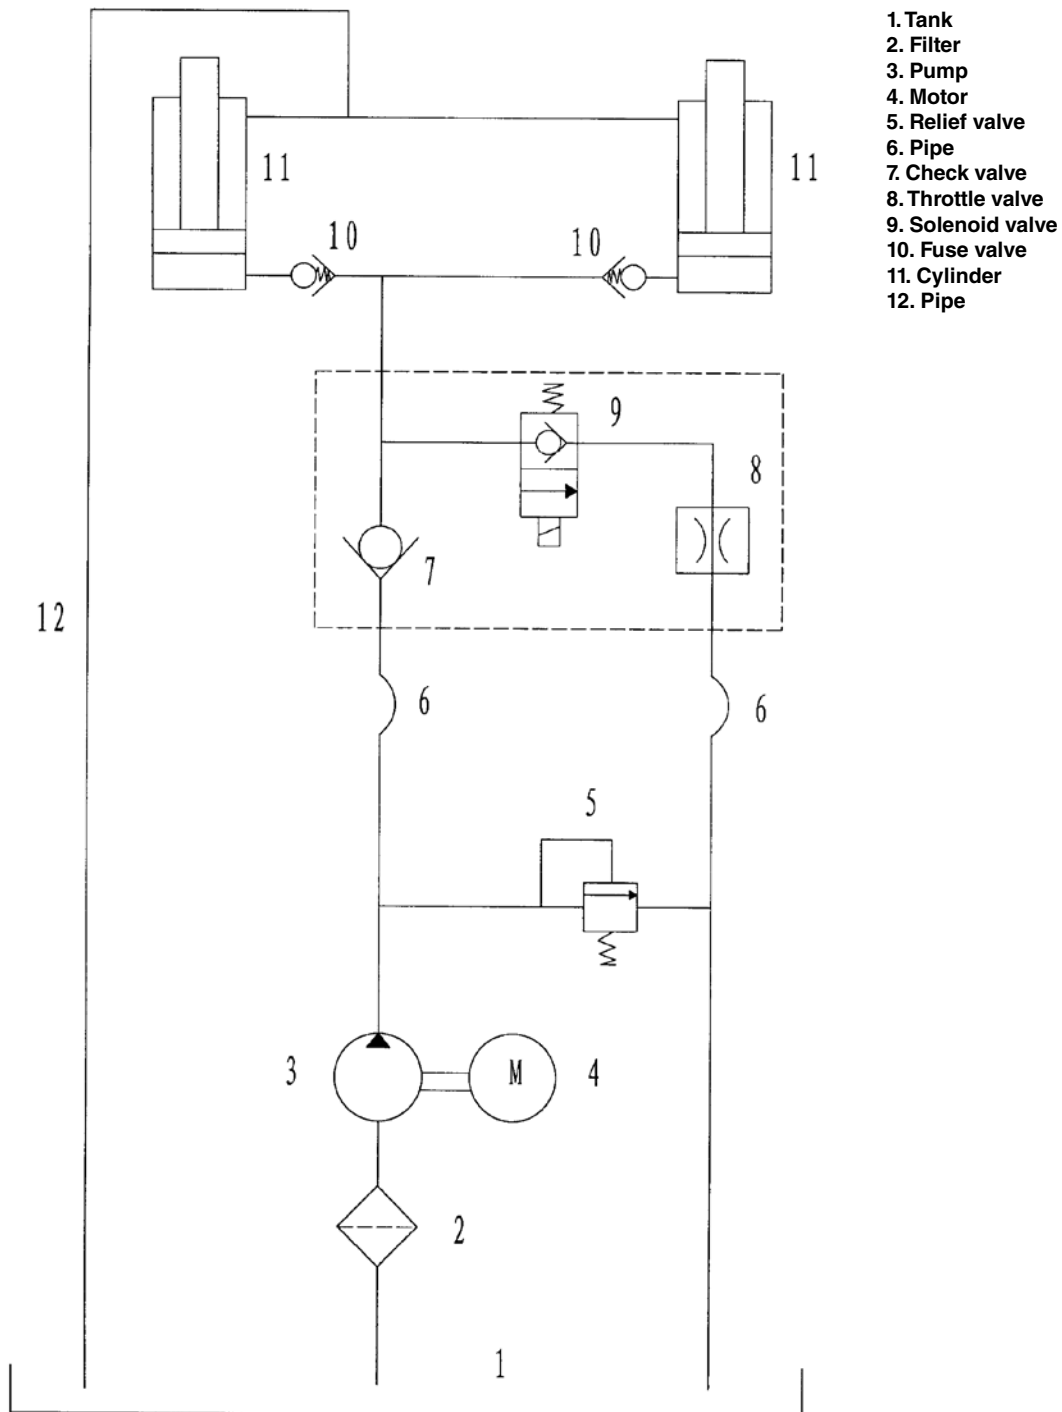 1. Tank
2. Filter
3. Pump
4. Motor
5. Relief valve
6. Pipe
7. Check valve
8. Throttle valve
9. Solenoid valve
10. Fuse valve
11. Cylinder
12. Pipe
11
11
10
10
9
8
7
12
6
6
5
3
M
4
2
1